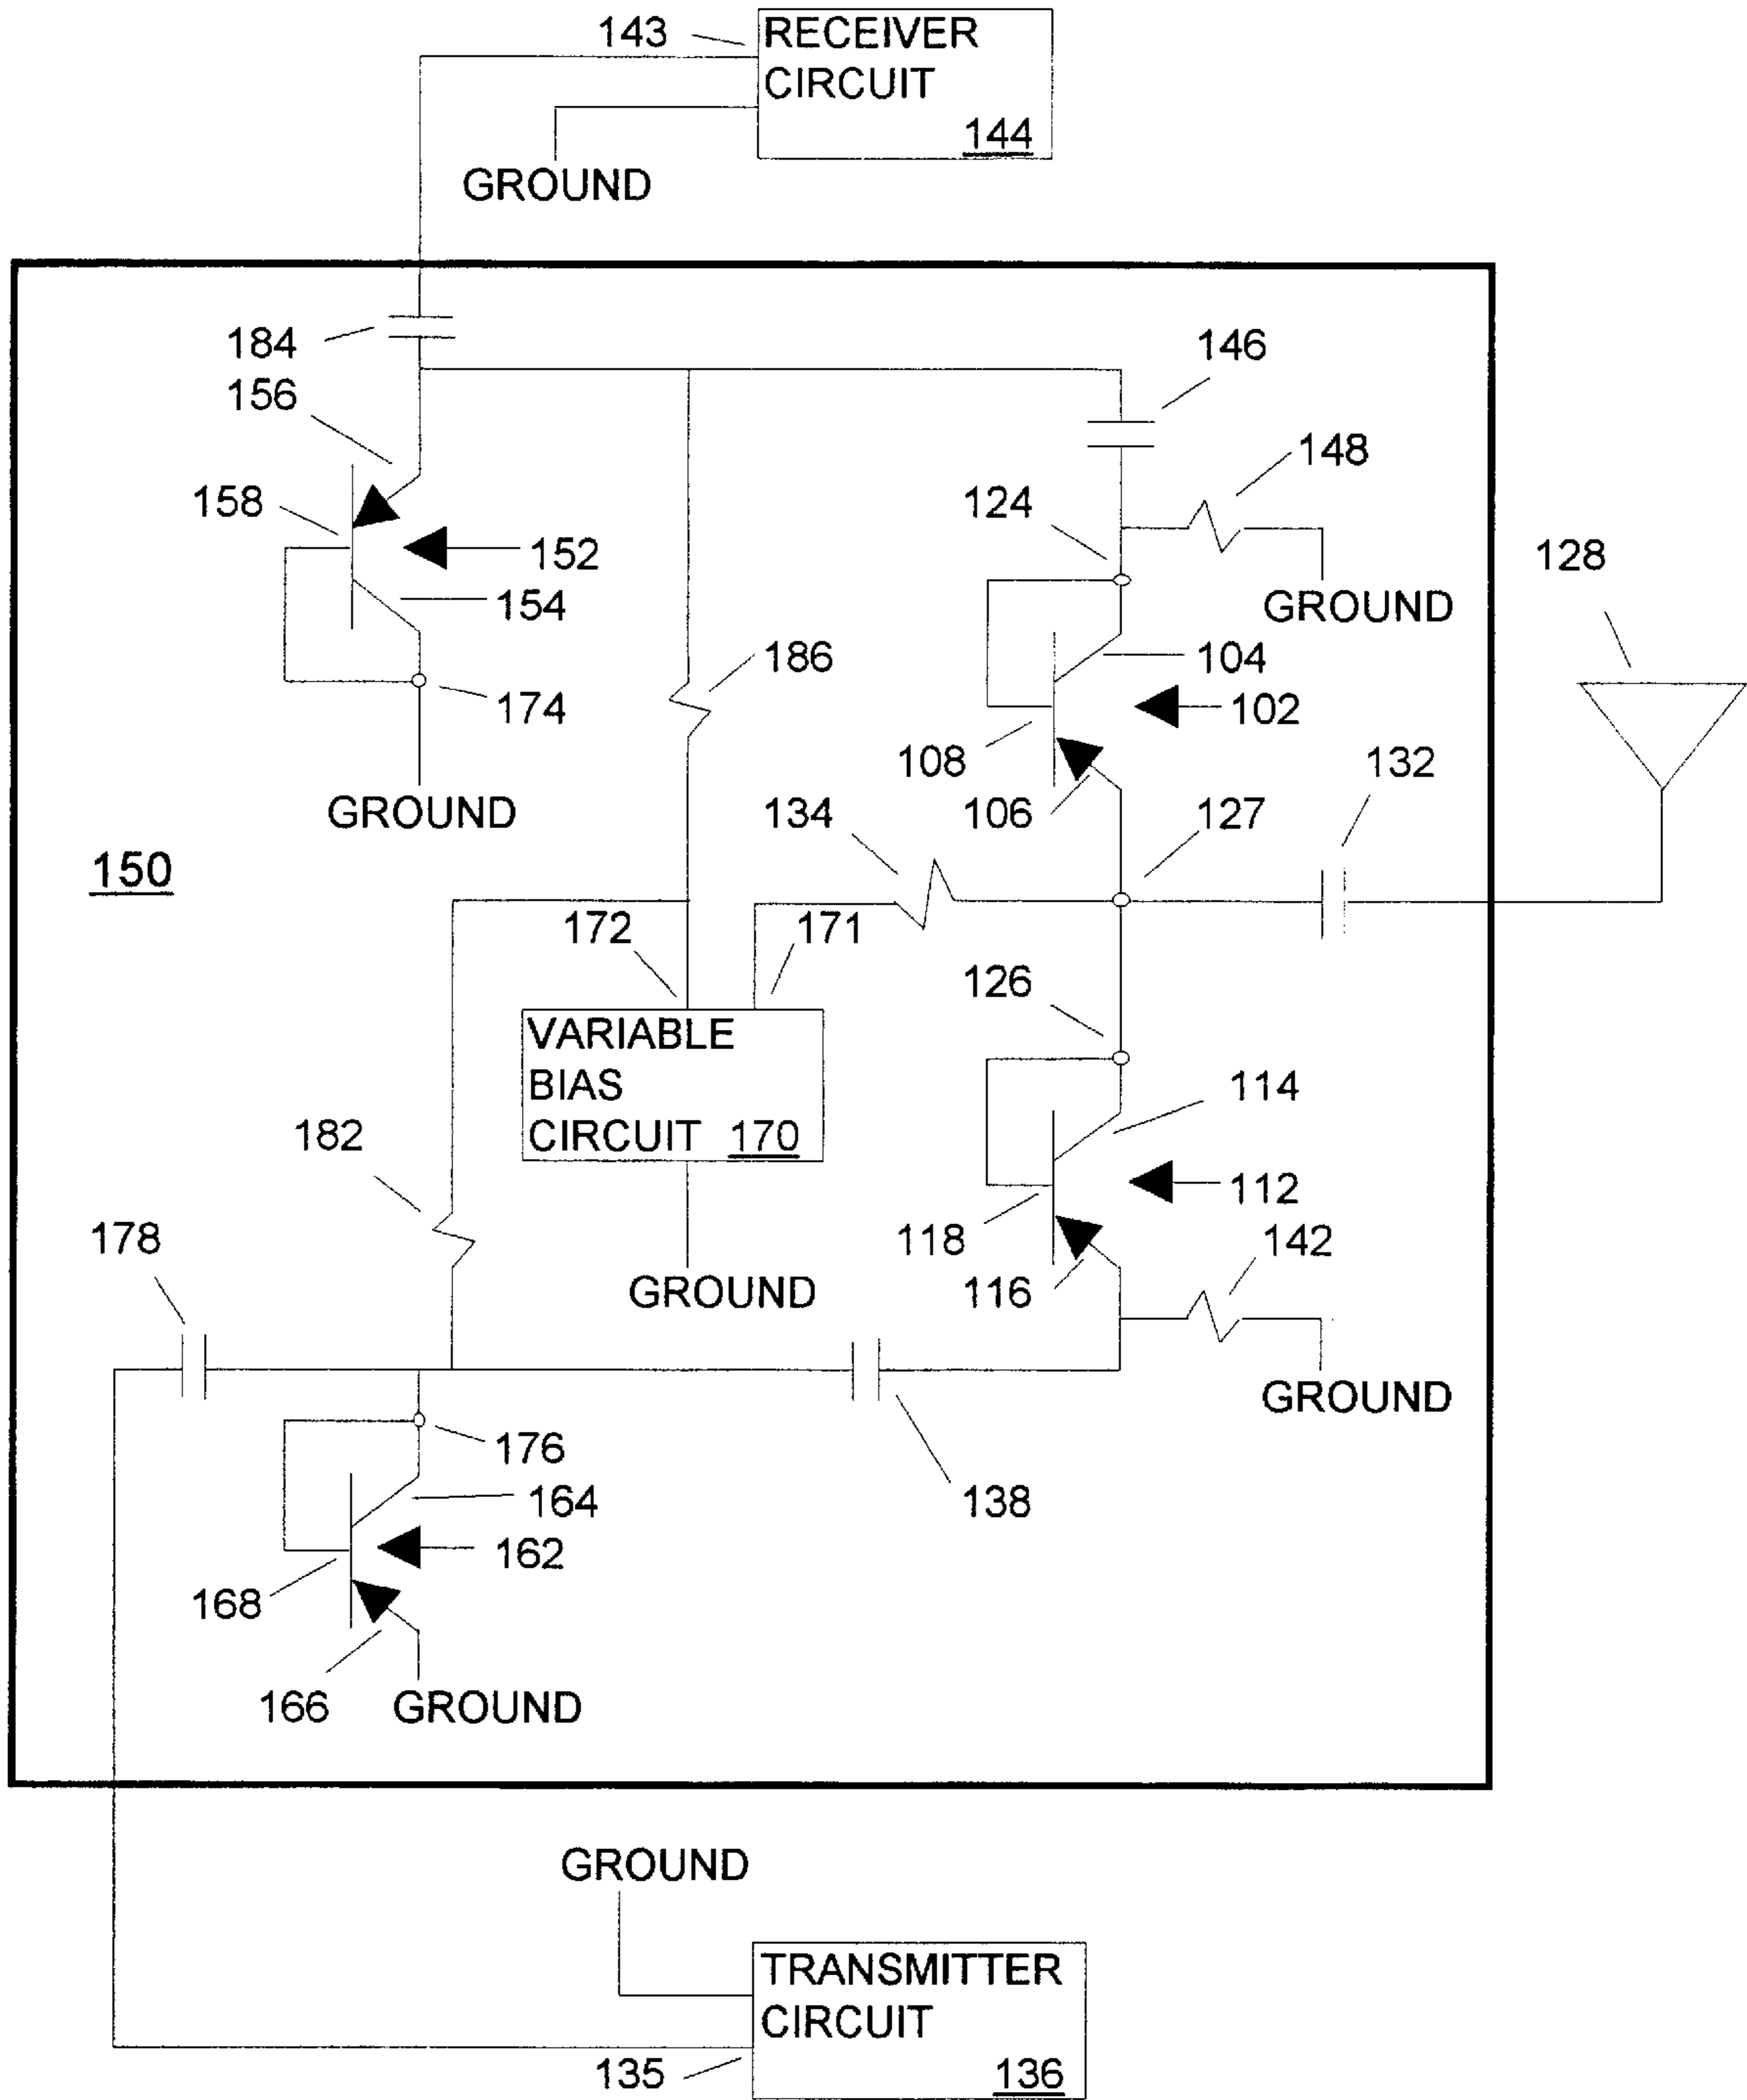 143
RECEIVER
CIRCUIT
144
GROUND
184
146
156
148
158
124
152
128
154
GROUND
186
104
174
102
108
132
GROUND
134
106
127
150
172
171
126
VARIABLE
BIAS
CIRCUIT 170
114
182
112
178
118
142
GROUND
116
GROUND
176
164
138
162
168
166
GROUND
GROUND
TRANSMITTER
CIRCUIT
135
136